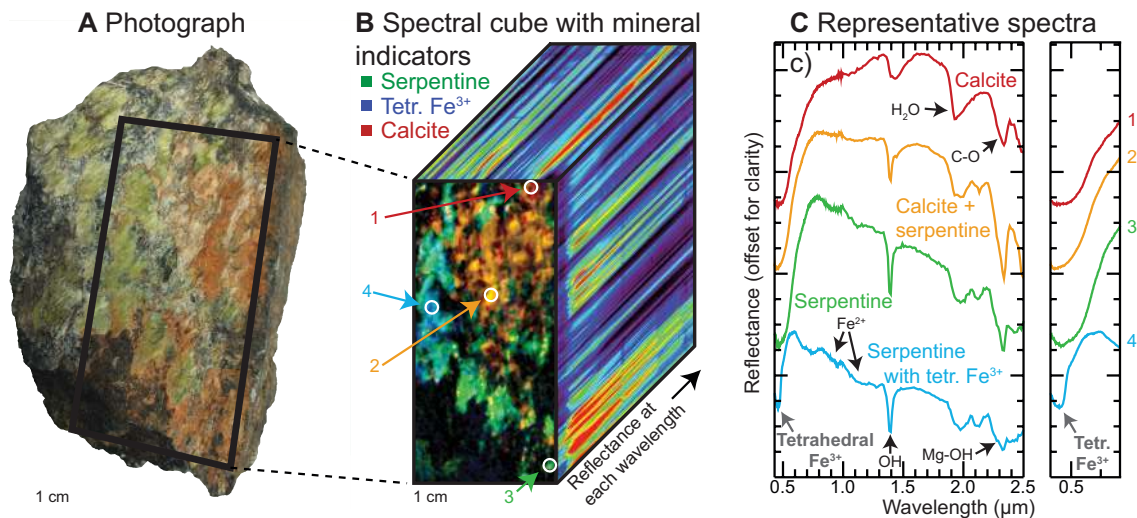 A Photograph
1 cm
B Spectral cube with mineral
indicators
Serpentine
Tetr. Fe³⁺
Calcite
1
4
2
3
1 cm
Reflectance at
each wavelength
C Representative spectra
c)
Reflectance (offset for clarity)
Calcite
H₂O
C-O
Calcite +
serpentine
Serpentine
Fe²⁺
Serpentine
with tetr. Fe³⁺
Tetrahedral
Fe³⁺
OH
Mg-OH
0.5 1.0 1.5 2.0 2.5
Wavelength (µm)
1
2
3
4
Tetr.
Fe³⁺
0.5